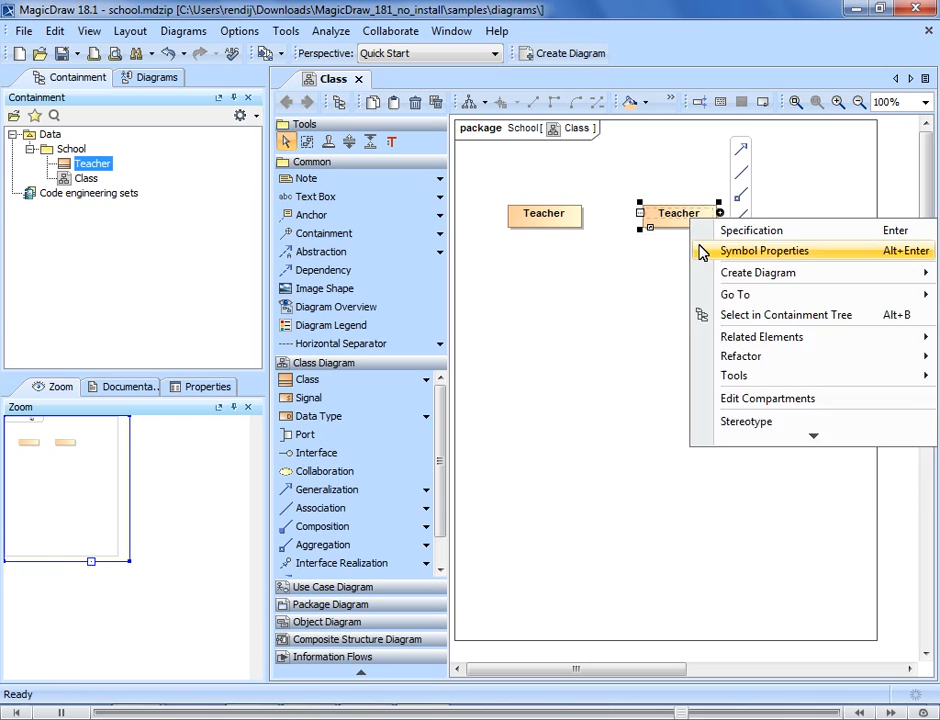 MagicDraw 18.1 - school.mdzip [C:\Users\rendij\Downloads\MagicDraw_181_no_install\samples\diagrams\]
File Edit View Layout Diagrams Options Tools Analyze Collaborate Window Help
Perspective: Quick Start Create Diagram
Containment Diagrams
Containment
Data
School
Teacher
Class
Code engineering sets
Zoom Documenta... Properties
Zoom
Class
100%
Tools
Common
Note
Text Box
Anchor
Containment
Abstraction
Dependency
Image Shape
Diagram Overview
Diagram Legend
Horizontal Separator
Class Diagram
Class
Signal
Data Type
Port
Interface
Collaboration
Generalization
Association
Composition
Aggregation
Interface Realization
Use Case Diagram
Package Diagram
Object Diagram
Composite Structure Diagram
Information Flows
package School[ Class ]
Teacher Teacher
Specification Enter
Symbol Properties Alt+Enter
Create Diagram
Go To
Select in Containment Tree Alt+B
Related Elements
Refactor
Tools
Edit Compartments
Stereotype
Ready